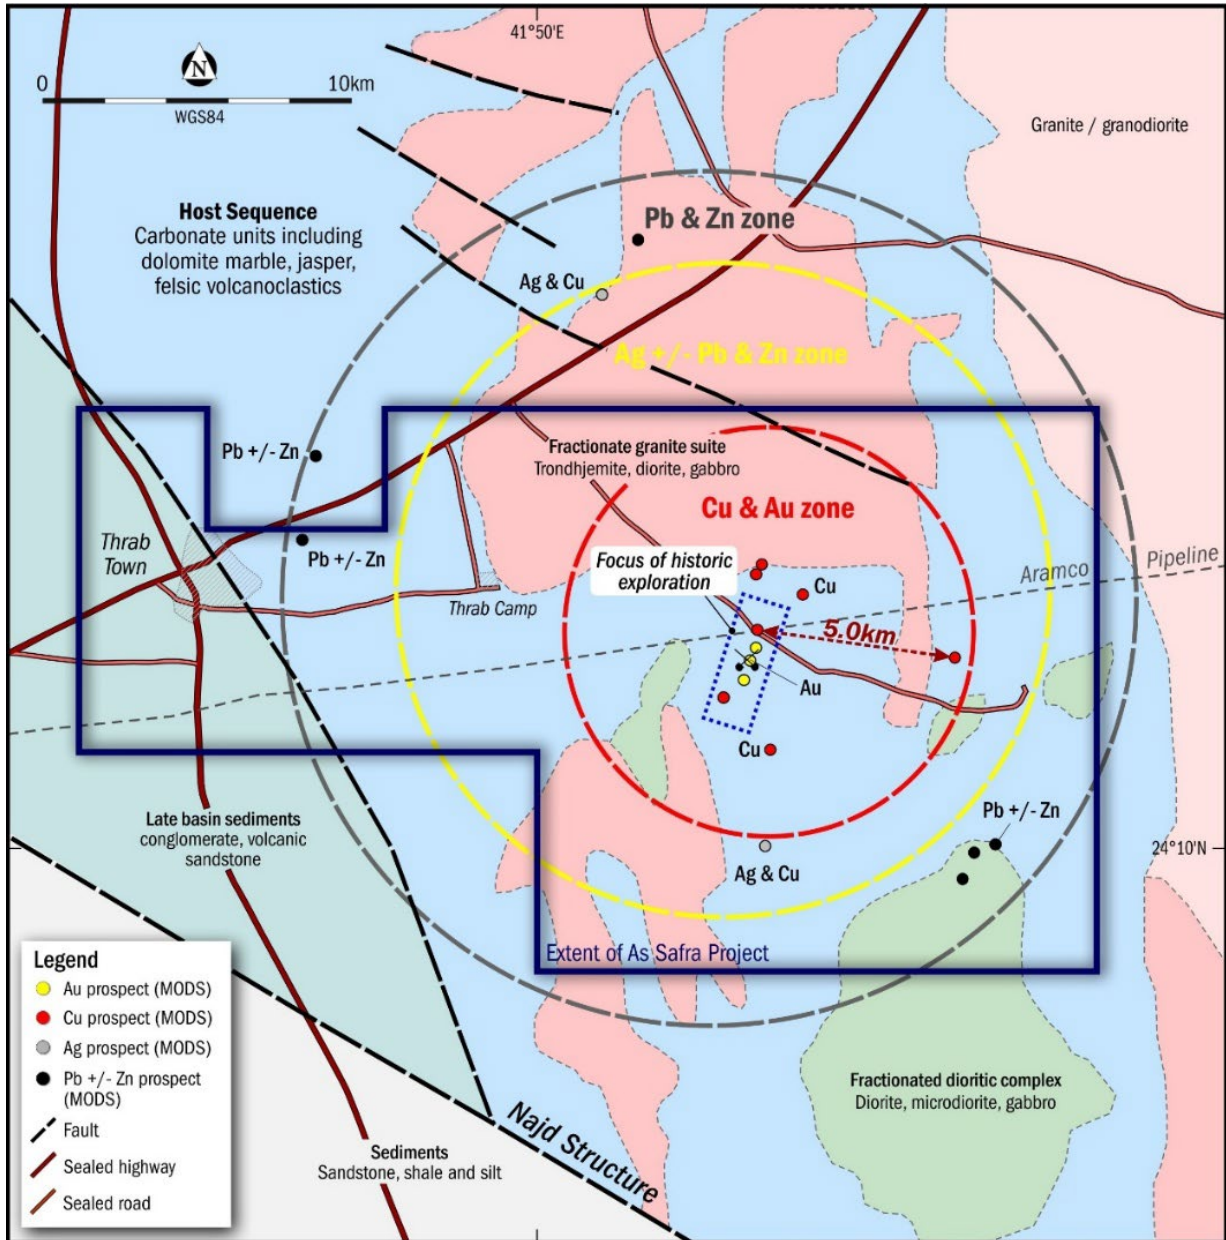 41°50'E
0
N
10km
WGS84
Granite / granodiorite
Host Sequence
Carbonate units including
dolomite marble, jasper,
felsic volcanoclastics
Pb & Zn zone
Ag & Cu
Ag +/- Pb & Zn zone
Pb +/- Zn
Fractionate granite suite
Trondhjemite, diorite, gabbro
Cu & Au zone
Thrab
Town
Pb +/- Zn
Focus of historic
exploration
Aramco
Pipeline
Cu
Thrab Camp
5.0km
Au
Cu
Late basin sediments
conglomerate, volcanic
sandstone
Pb +/- Zn
24°10'N
Ag & Cu
Extent of As Safra Project
Legend
Au prospect (MODS)
Cu prospect (MODS)
Ag prospect (MODS)
Pb +/- Zn prospect
(MODS)
Fault
Sealed highway
Sealed road
Fractionated dioritic complex
Diorite, microdiorite, gabbro
Najd Structure
Sediments
Sandstone, shale and silt